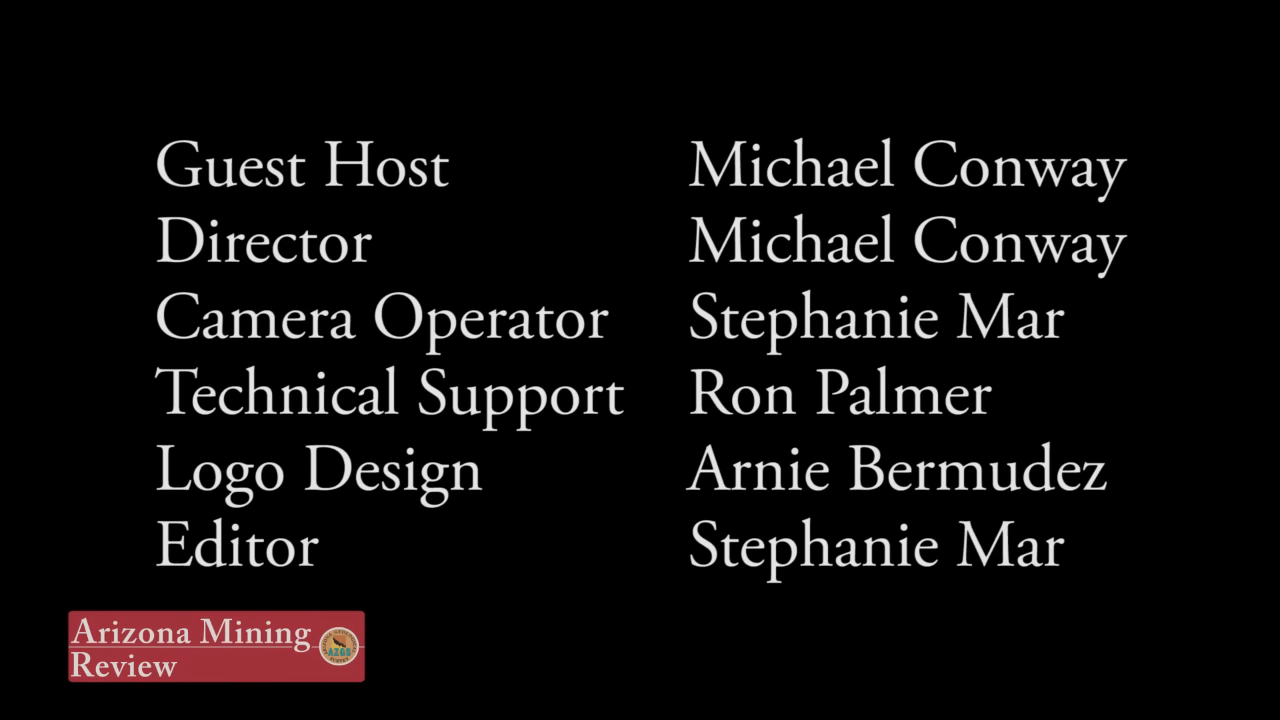 Guest Host Michael Conway
Director Michael Conway
Camera Operator Stephanie Mar
Technical Support Ron Palmer
Logo Design Arnie Bermudez
Editor Stephanie Mar
Arizona Mining
Review
AZGS